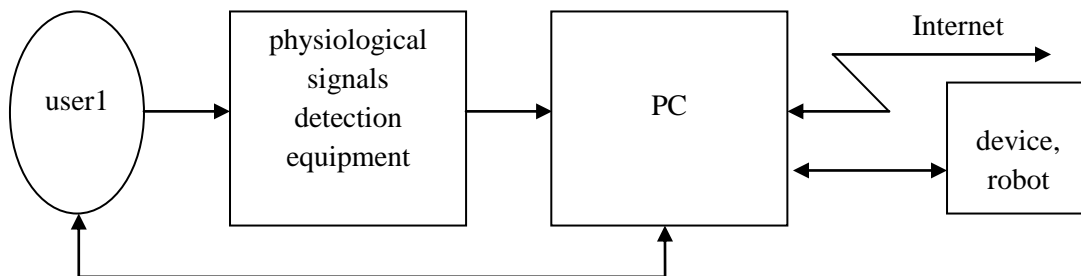 user1
physiological
signals
detection
equipment
PC
Internet
device,
robot